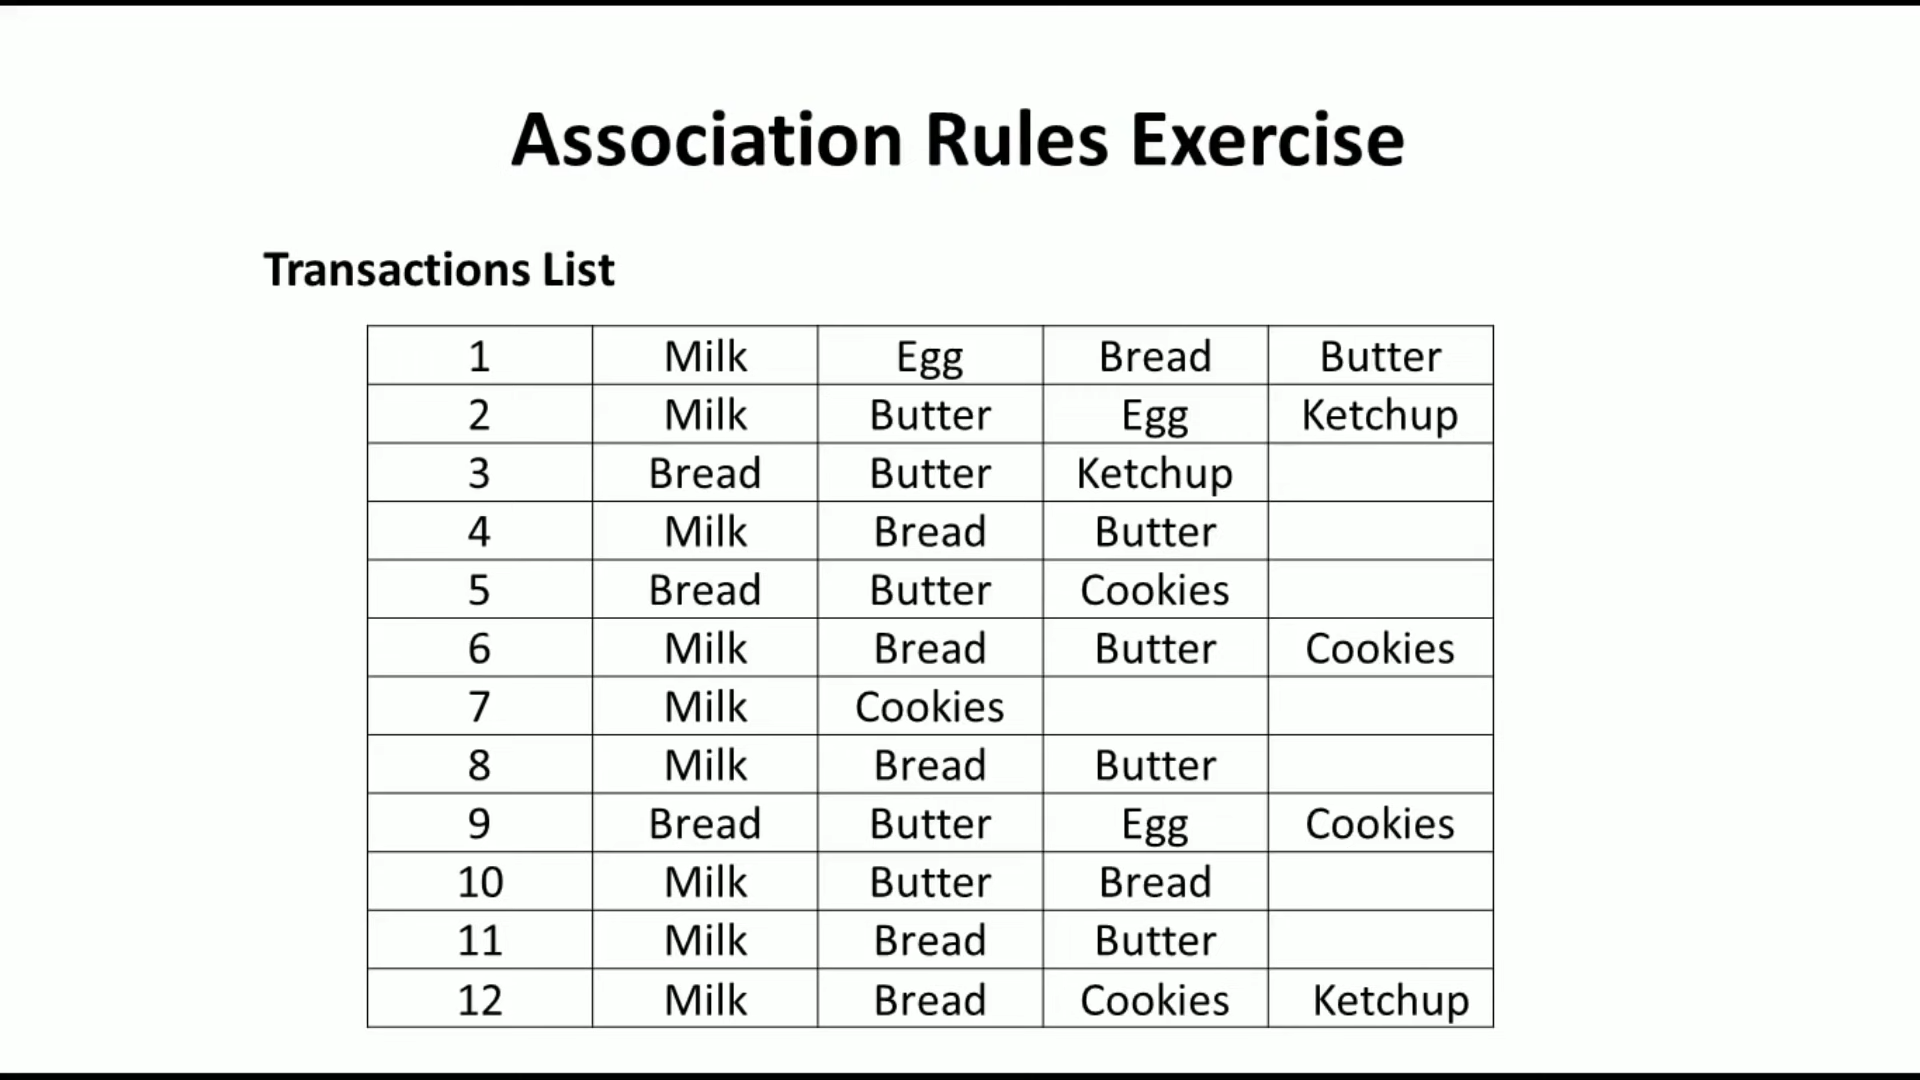 Association Rules Exercise
Transactions List
1 Milk Egg Bread Butter
2 Milk Butter Egg Ketchup
3 Bread Butter Ketchup
4 Milk Bread Butter
5 Bread Butter Cookies
6 Milk Bread Butter Cookies
7 Milk Cookies
8 Milk Bread Butter
9 Bread Butter Egg Cookies
10 Milk Butter Bread
11 Milk Bread Butter
12 Milk Bread Cookies Ketchup